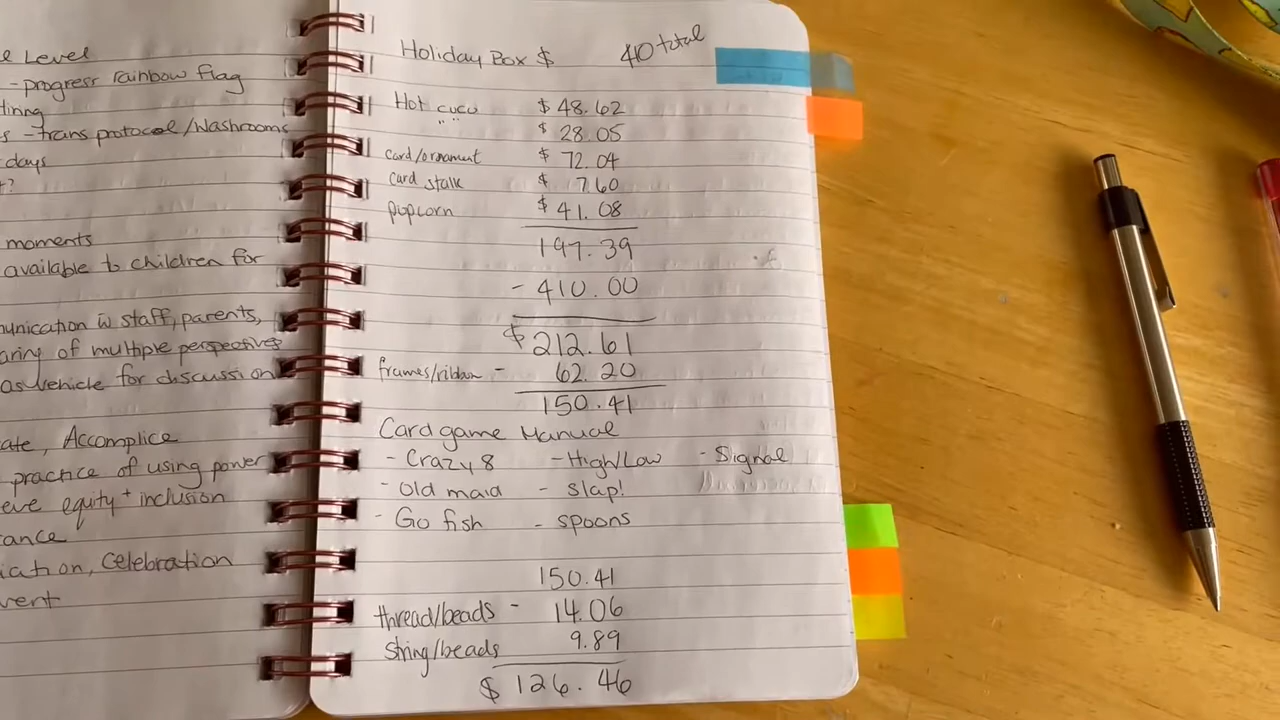 e Level
- progress rainbow flag
tiring
s - trans protocol/Washrooms
days
t?
moments
available to children for
nunication w staff, parents,
aring of multiple perspectives
as vehicle for discussion
ate, Accomplice
practice of using power
eve equity + inclusion
ance
iation, celebration
vent
Holiday Box $ 410 total
Hot cucu $ 48.62
" " $ 28.05
card/ornament $ 72.04
card stalk $ 7.60
popcorn $ 41.08
197.39
- 410.00
$212.61
frames/ribbon - 62.20
150.41
Card game Manual
- Crazy 8 - High/Low - Signal
- Old maid - Slap!
- Go fish - spoons
150.41
thread/beads - 14.06
string/beads 9.89
$ 126.46